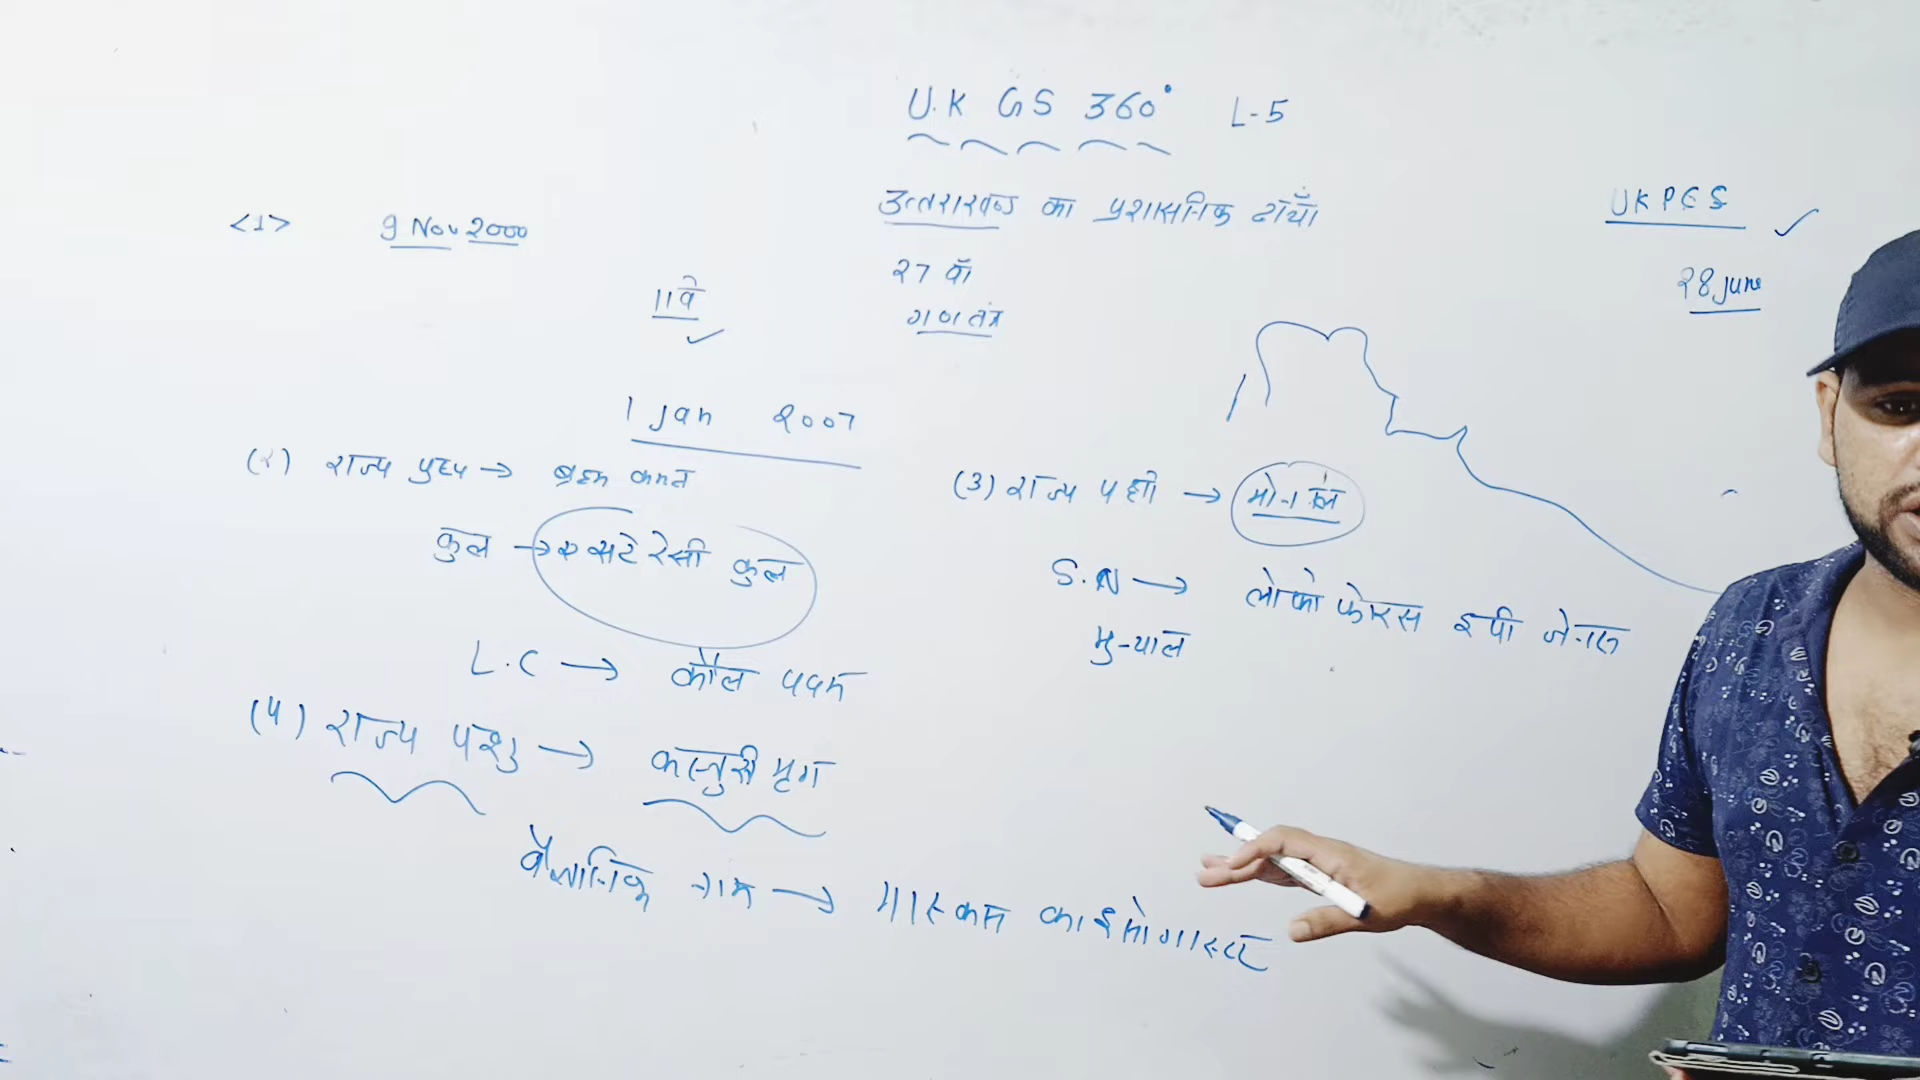 U.K GS 360° L-5
उत्तराखण्ड का प्रशासनिक ढाँचाँ
UKPCS
<1> 9 Nov 2000
27 वाँ
28 June
11वे
गणतंत्र
1 Jan 2007
(2) राज्य पुष्प → ब्रह्म कमल
(3) राज्य पक्षी → मोनाल
कुल → एसटेरेसी कुल
S.N → लोफोफोरस इपी जेनस
मुन्याल
L.C → कौल पदम
(4) राज्य पशु → कस्तुरी मृग
वैज्ञानिक नाम → मास्कस काइसोगास्टर